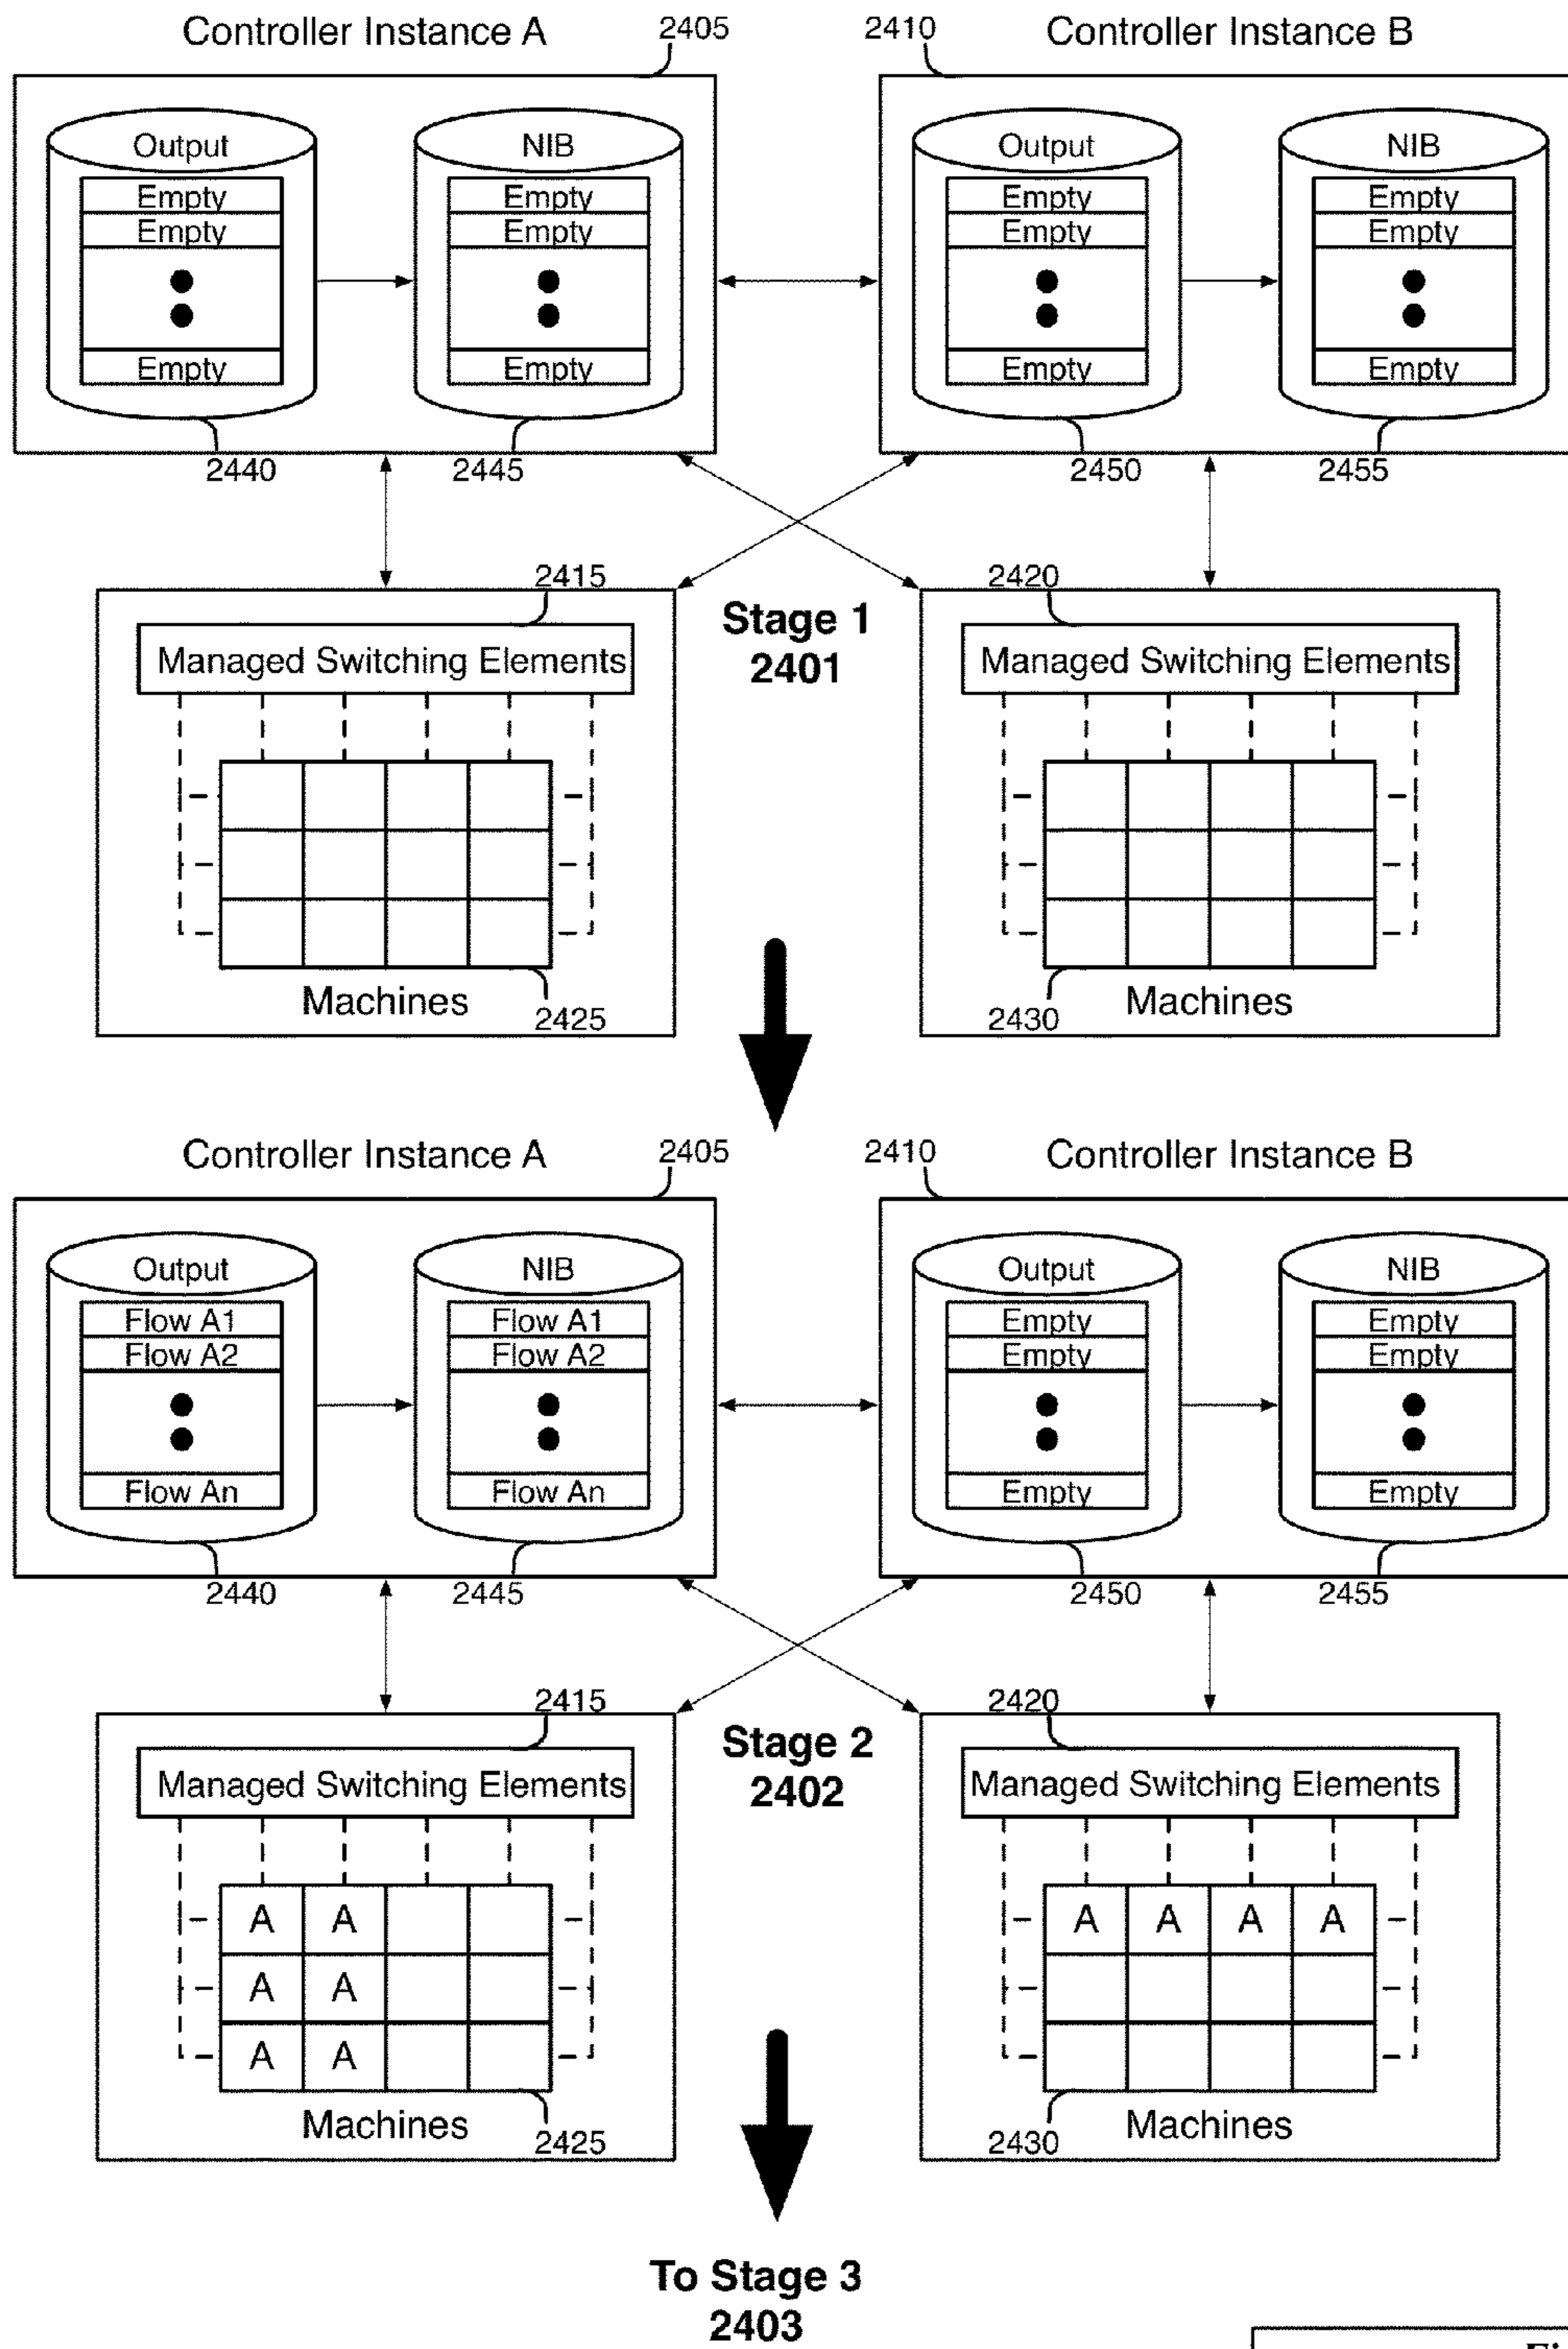 Controller Instance A
2405
2410
Controller Instance B
Output
Empty
Empty
Empty
NIB
Empty
Empty
Empty
Output
Empty
Empty
Empty
NIB
Empty
Empty
Empty
2440
2445
2450
2455
2415
Managed Switching Elements
Machines
2425
Stage 1
2401
2420
Managed Switching Elements
2430
Machines
Controller Instance A
2405
2410
Controller Instance B
Output
Flow A1
Flow A2
Flow An
NIB
Flow A1
Flow A2
Flow An
Output
Empty
Empty
Empty
NIB
Empty
Empty
Empty
2440
2445
2450
2455
2415
Managed Switching Elements
A A
A A
A A
Machines
2425
Stage 2
2402
2420
Managed Switching Elements
A A A A
2430
Machines
To Stage 3
2403